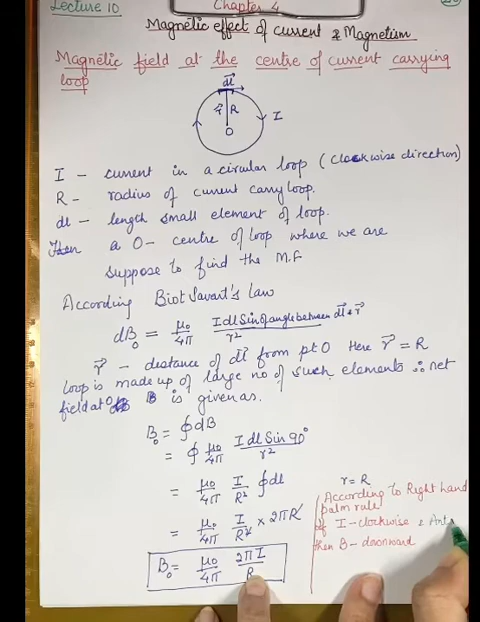 Lecture 10
Chapter 4
Magnetic effect of current & Magnetism
Magnetic field at the centre of current carrying
loop
dl
r R I
O
I - current in a circular loop (clockwise direction)
R - radius of current carry loop.
dl - length small element of loop.
Then a O - centre of loop where we are
suppose to find the M.F
According Biot Savart's law
dB₀ = μ₀/4π I dl Sin θ angle between dl & r / r²
r - distance of dl from pt O Here r = R
loop is made up of large no of such elements ∴ net
field at O B is given as.
B₀ = ∮dB
= ∮ μ₀/4π I dl Sin 90° / r²
= μ₀/4π I/R² ∮dl
r = R
= μ₀/4π I/R² × 2πR
B₀ = μ₀/4π 2πI/R
According to Right hand
palm rule
If I - clockwise & Ant
then B - downward